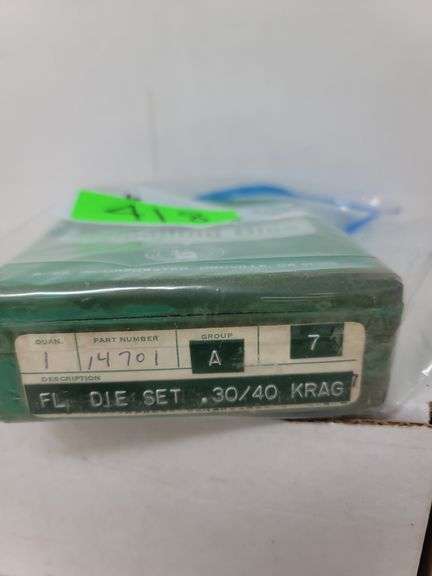 418
QUAN. PART NUMBER GROUP
1 14701 A 7
DESCRIPTION
FL DIE SET .30/40 KRAG